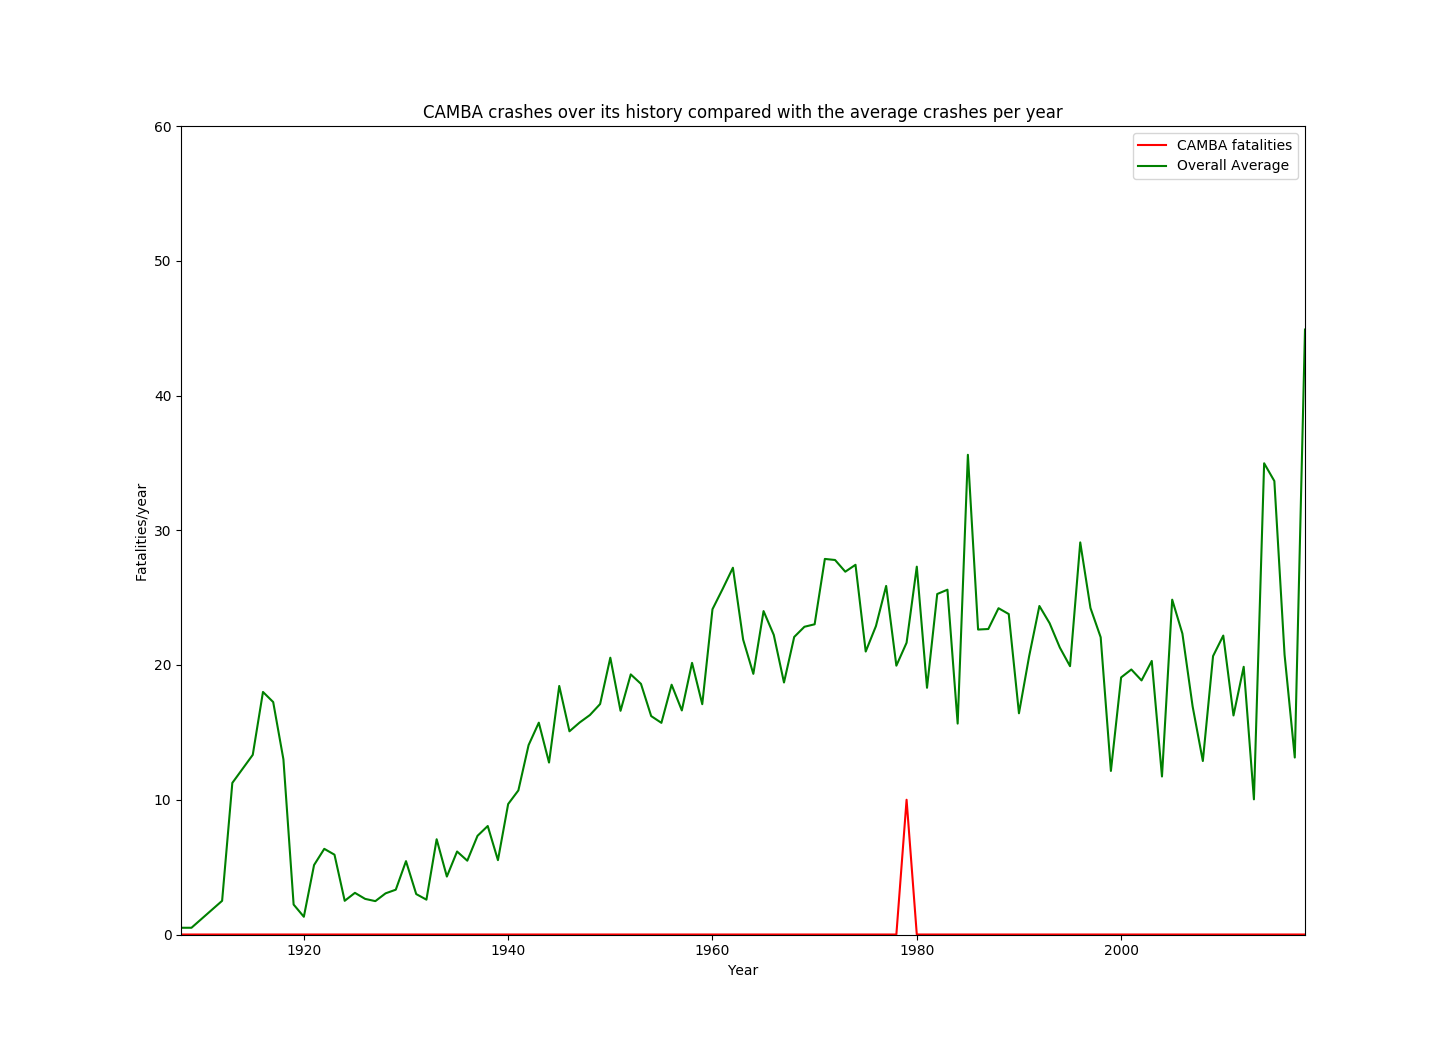 CAMBA crashes over its history compared with the average crashes per year
60
50
40
30
20
10
0
Fatalities/year
CAMBA fatalities
Overall Average
1920 1940 1960 1980 2000
Year